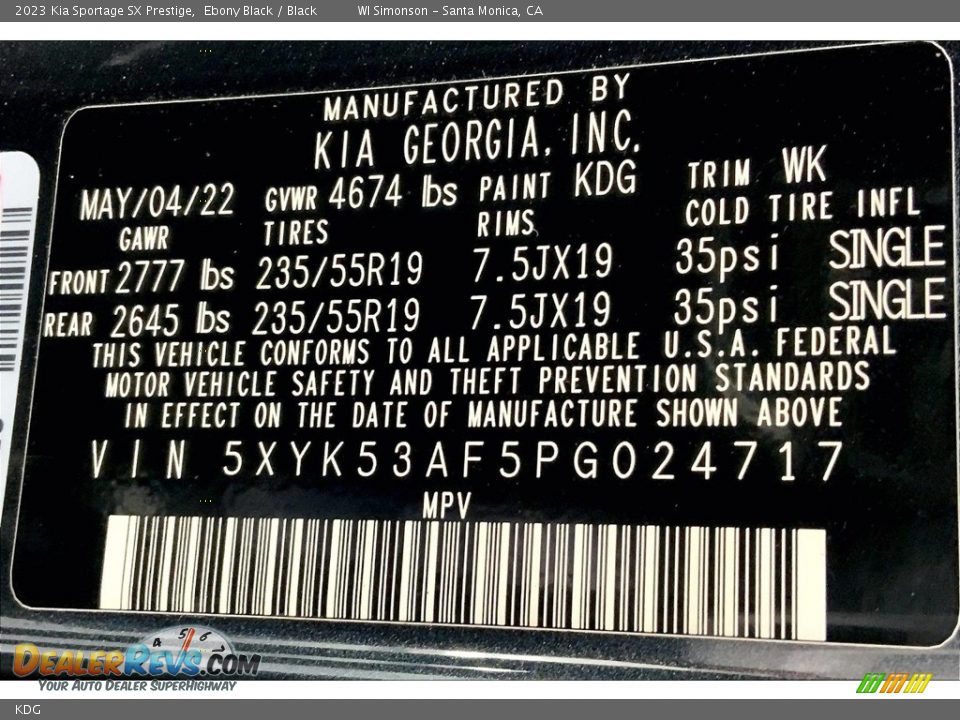 2023 Kia Sportage SX Prestige, Ebony Black / Black WI Simonson - Santa Monica, CA
MANUFACTURED BY
KIA GEORGIA, INC.
MAY/04/22 GVWR 4674 lbs PAINT KDG TRIM WK
GAWR TIRES RIMS COLD TIRE INFL
FRONT 2777 lbs 235/55R19 7.5JX19 35psi SINGLE
REAR 2645 lbs 235/55R19 7.5JX19 35psi SINGLE
THIS VEHICLE CONFORMS TO ALL APPLICABLE U.S.A. FEDERAL
MOTOR VEHICLE SAFETY AND THEFT PREVENTION STANDARDS
IN EFFECT ON THE DATE OF MANUFACTURE SHOWN ABOVE
VIN 5XYK53AF5PG024717
MPV
4 5 6
DEALERREVS.COM
YOUR AUTO DEALER SUPERHIGHWAY
KDG